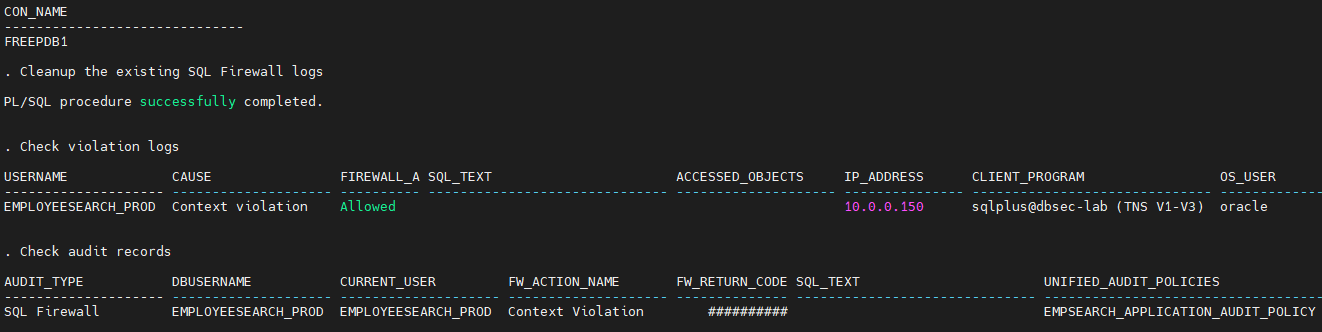 CON_NAME
------------------------------
FREEPDB1
. Cleanup the existing SQL Firewall logs
PL/SQL procedure successfully completed.
. Check violation logs
USERNAME CAUSE FIREWALL_A SQL_TEXT ACCESSED_OBJECTS IP_ADDRESS CLIENT_PROGRAM OS_USER
-------------------- -------------------- ---------- ------------------------------ -------------------- --------------- ------------------------------ -------------
EMPLOYEESEARCH_PROD Context violation Allowed 10.0.0.150 sqlplus@dbsec-lab (TNS V1-V3) oracle
. Check audit records
AUDIT_TYPE DBUSERNAME CURRENT_USER FW_ACTION_NAME FW_RETURN_CODE SQL_TEXT UNIFIED_AUDIT_POLICIES
-------------------- -------------------- -------------------- -------------------- -------------- ------------------------------ -----------------------------------
SQL Firewall EMPLOYEESEARCH_PROD EMPLOYEESEARCH_PROD Context Violation ########## EMPSEARCH_APPLICATION_AUDIT_POLICY